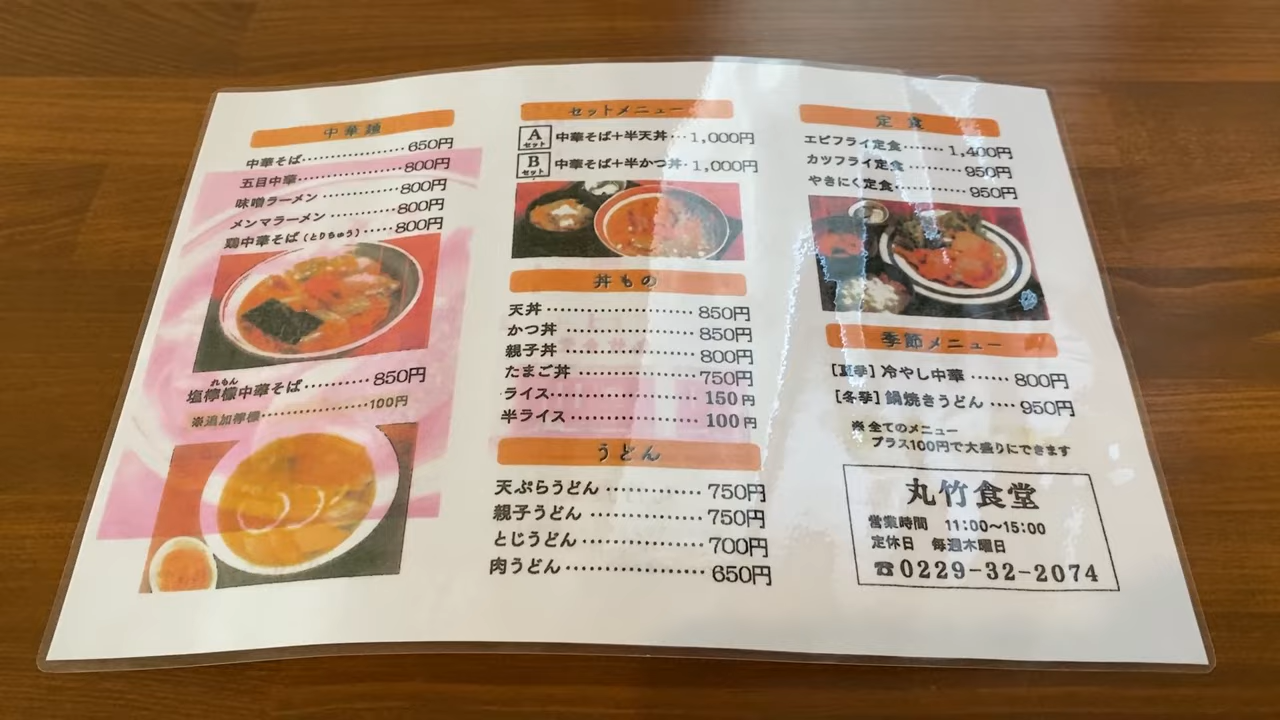 中華麺
中華そば……………650円
五目中華……………800円
味噌ラーメン…………800円
メンマラーメン………800円
鶏中華そば(とりちゅう)……800円
れもん
塩檸檬中華そば………850円
※追加檸檬……………100円
セットメニュー
Aセット 中華そば+半天丼…1,000円
Bセット 中華そば+半かつ丼・1,000円
丼もの
天丼……………850円
かつ丼……………850円
親子丼……………800円
たまご丼……………750円
ライス……………150円
半ライス……………100円
うどん
天ぷらうどん…………750円
親子うどん……………750円
とじうどん……………700円
肉うどん……………650円
定食
エビフライ定食……1,400円
カツフライ定食………950円
やきにく定食…………950円
季節メニュー
[夏季]冷やし中華……800円
[冬季]鍋焼きうどん…950円
※全てのメニュー
プラス100円で大盛りにできます
丸竹食堂
営業時間 11:00〜15:00
定休日 毎週木曜日
☎0229-32-2074